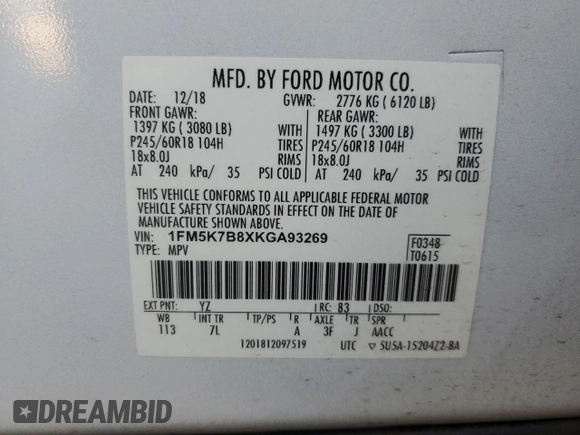 MFD. BY FORD MOTOR CO.
DATE: 12/18 GVWR: 2776 KG ( 6120 LB)
FRONT GAWR: REAR GAWR:
1397 KG ( 3080 LB) WITH 1497 KG ( 3300 LB) WITH
P245/60R18 104H TIRES P245/60R18 104H TIRES
18x8.0J RIMS 18x8.0J RIMS
AT 240 kPa/ 35 PSI COLD AT 240 kPa/ 35 PSI COLD
THIS VEHICLE CONFORMS TO ALL APPLICABLE FEDERAL MOTOR
VEHICLE SAFETY STANDARDS IN EFFECT ON THE DATE OF
MANUFACTURE SHOWN ABOVE.
VIN: 1FM5K7B8XKGA93269 F0348
TYPE: MPV T0615
EXT PNT: YZ RC: 83 DSO:
WB INT TR TP/PS R AXLE TR SPR
113 7L A 3F J AACC
1201812097519 UTC ▽ 5U5A-15204Z2-BA
DREAMBID